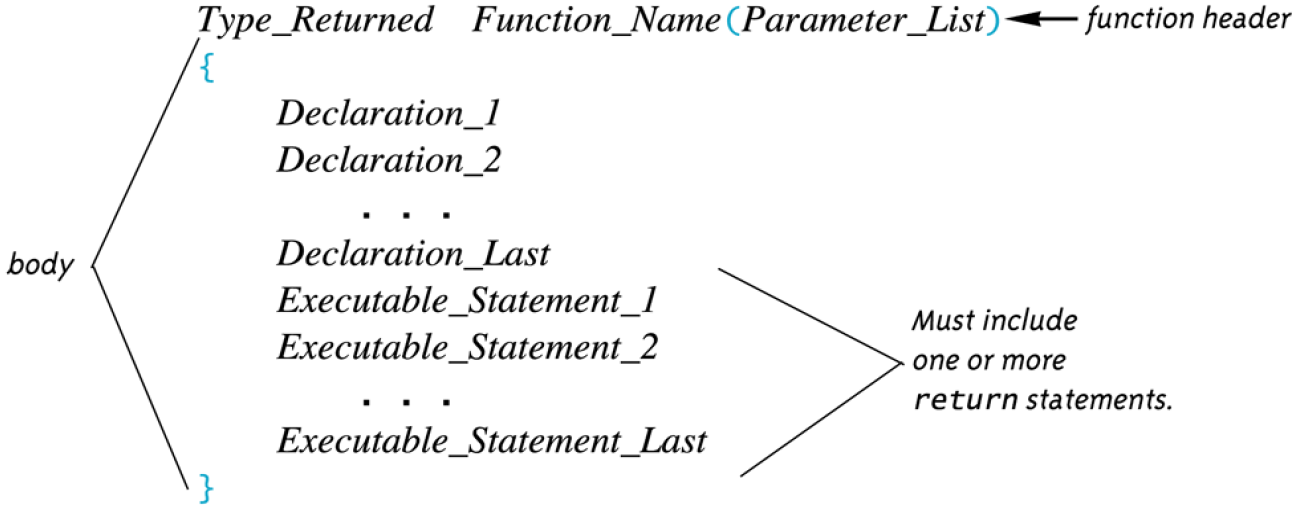 Type_Returned Function_Name(Parameter_List) function header
{
Declaration_1
Declaration_2
. . .
Declaration_Last
body
Executable_Statement_1
Executable_Statement_2
. . .
Executable_Statement_Last
}
Must include
one or more
return statements.